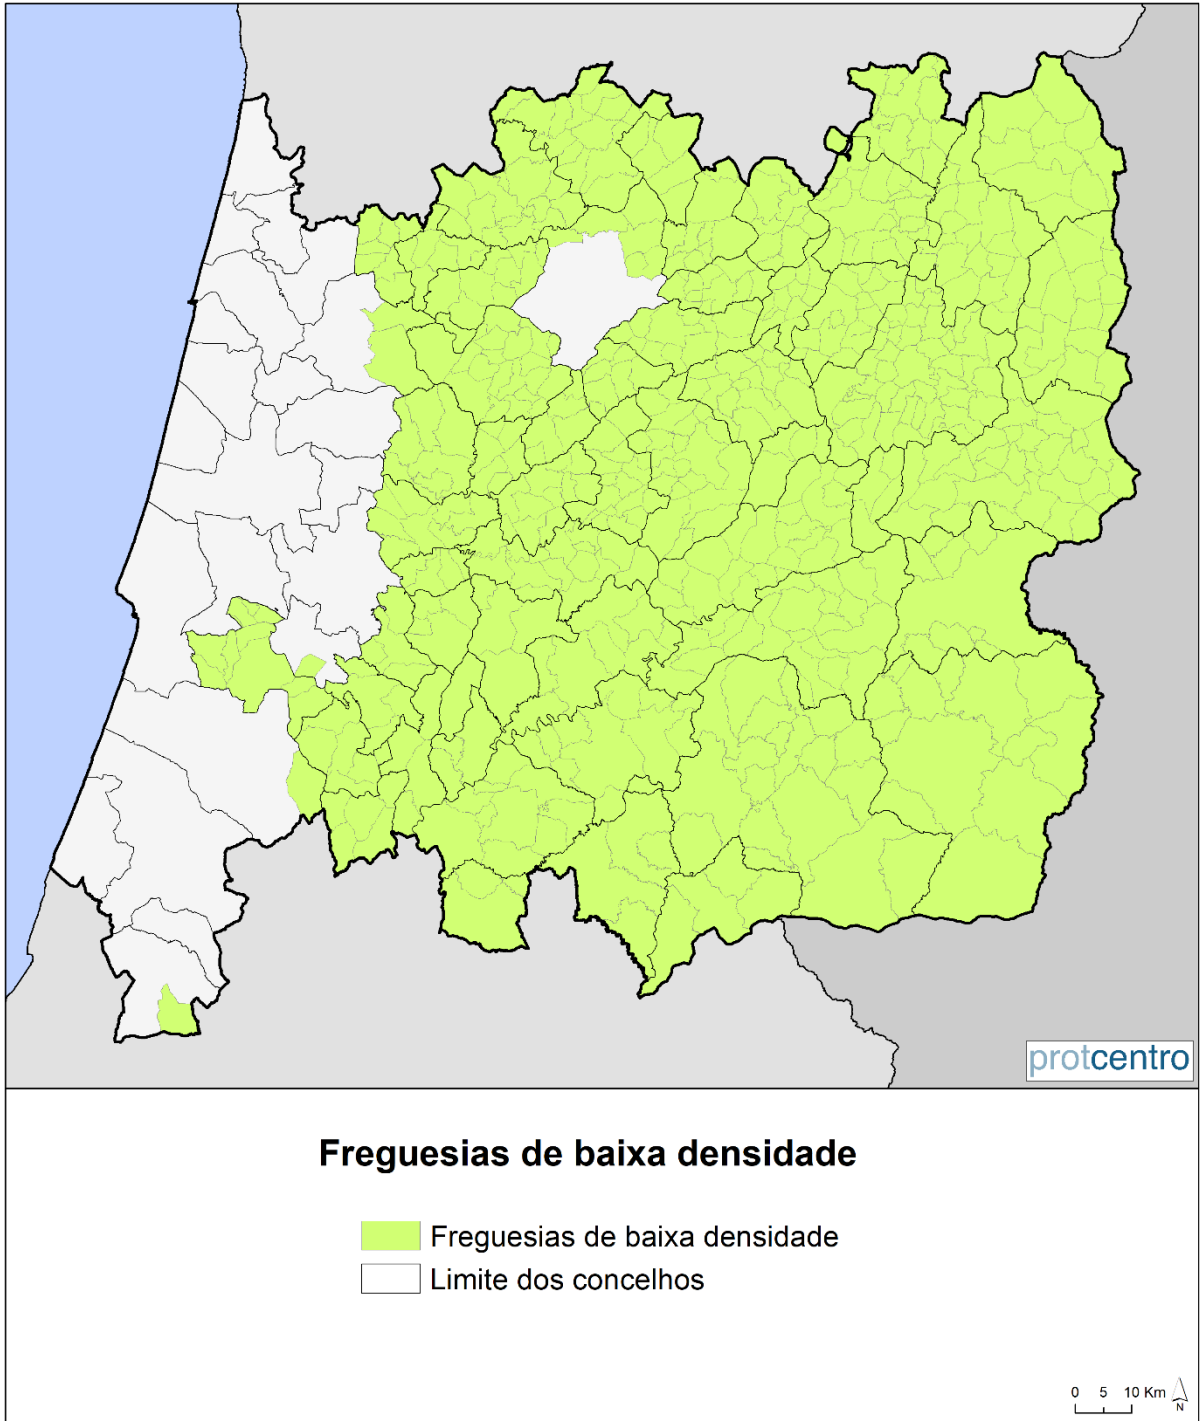 protcentro
Freguesias de baixa densidade
Freguesias de baixa densidade
Limite dos concelhos
0 5 10 Km
N